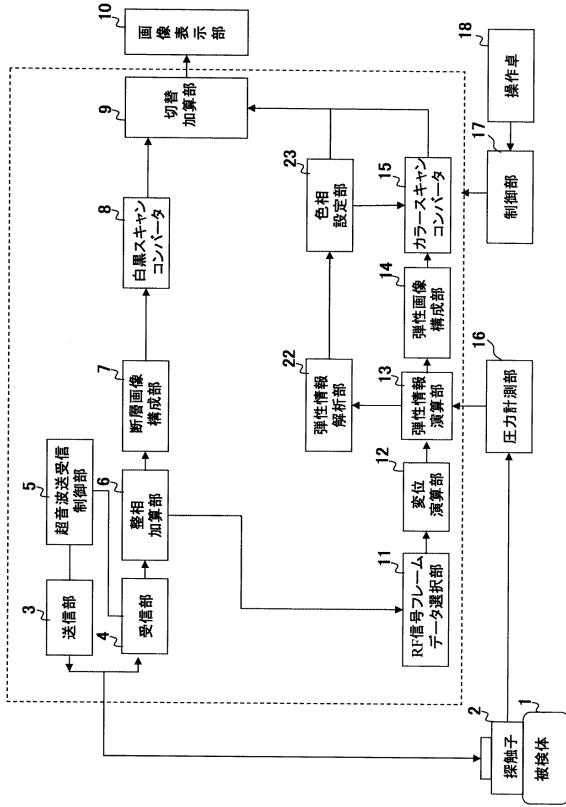 1
被検体
2
探触子
3
送信部
4
受信部
5
超音波送受信
制御部
6
整相
加算部
7
断層画像
構成部
8
白黒スキャン
コンバータ
9
切替
加算部
10
画像表示部
11
RF信号フレーム
データ選択部
12
変位
演算部
13
弾性情報
演算部
14
弾性画像
構成部
15
カラースキャン
コンバータ
16
圧力計測部
17
制御部
18
操作卓
22
弾性情報
解析部
23
色相
設定部